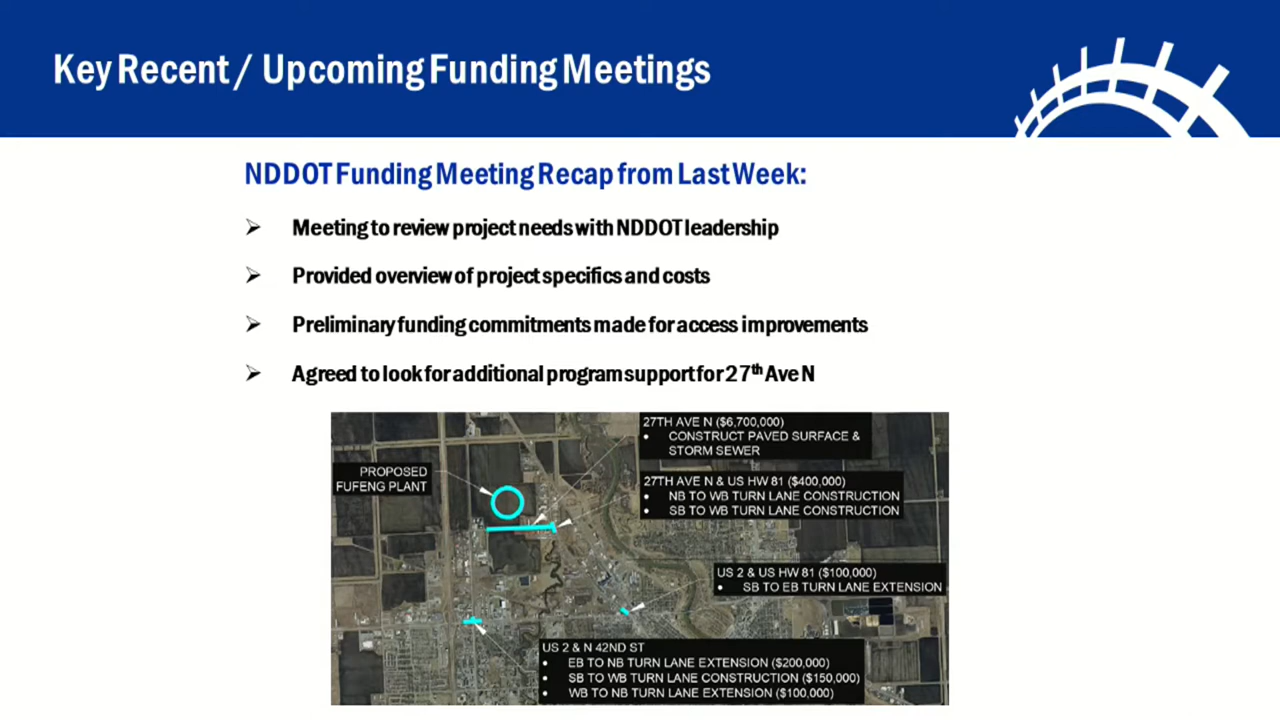 Key Recent / Upcoming Funding Meetings
NDDOT Funding Meeting Recap from Last Week:
➢ Meeting to review project needs with NDDOT leadership
➢ Provided overview of project specifics and costs
➢ Preliminary funding commitments made for access improvements
➢ Agreed to look for additional program support for 27th Ave N
27TH AVE N ($6,700,000)
• CONSTRUCT PAVED SURFACE &
STORM SEWER
PROPOSED
FUFENG PLANT
27TH AVE N & US HW 81 ($400,000)
• NB TO WB TURN LANE CONSTRUCTION
• SB TO WB TURN LANE CONSTRUCTION
US 2 & US HW 81 ($100,000)
• SB TO EB TURN LANE EXTENSION
US 2 & N 42ND ST
• EB TO NB TURN LANE EXTENSION ($200,000)
• SB TO WB TURN LANE CONSTRUCTION ($150,000)
• WB TO NB TURN LANE EXTENSION ($100,000)